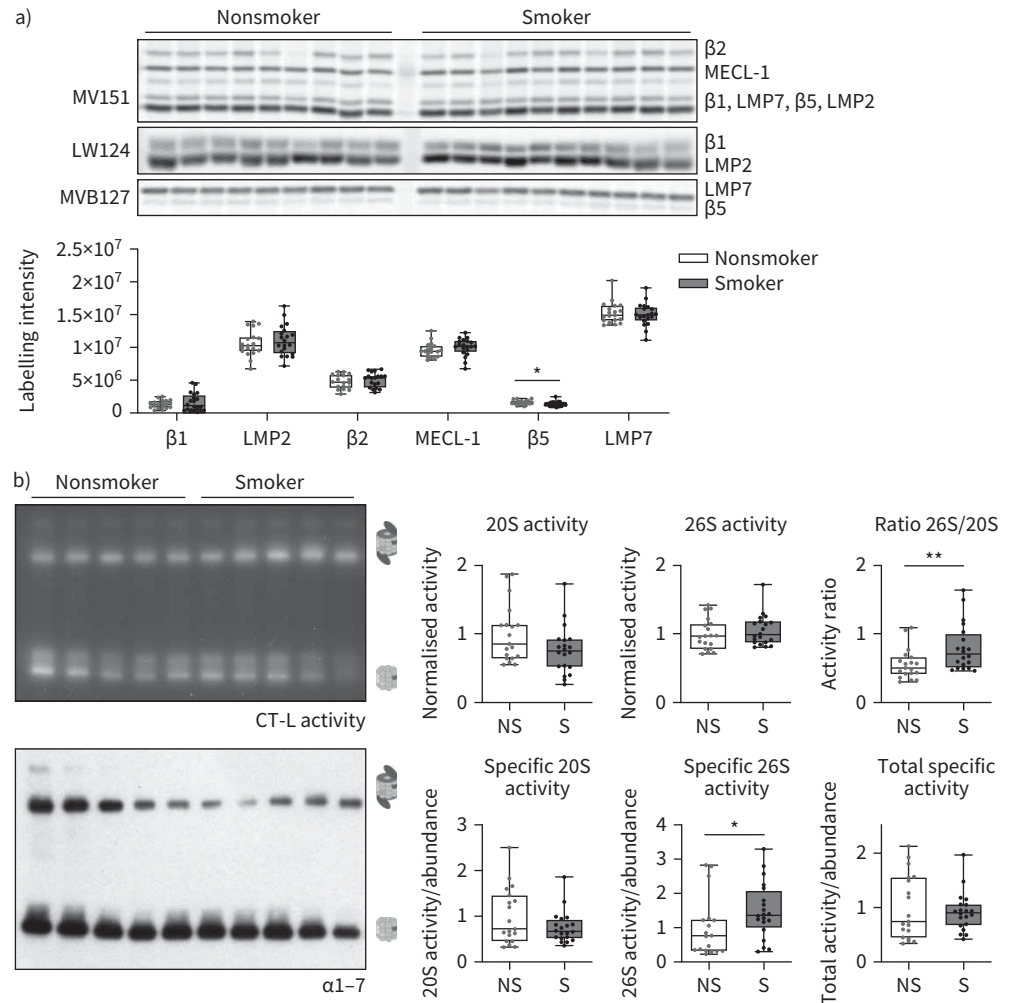 a)
Nonsmoker Smoker
MV151
β2
MECL-1
β1, LMP7, β5, LMP2
LW124
β1
LMP2
MVB127
LMP7
β5
Labelling intensity
2.5×10⁷
2×10⁷
1.5×10⁷
1×10⁷
5×10⁶
0
*
β1 LMP2 β2 MECL-1 β5 LMP7
Nonsmoker
Smoker
b)
Nonsmoker Smoker
CT-L activity
α1–7
20S activity
Normalised activity
2
1
0
NS S
26S activity
Normalised activity
2
1
0
NS S
Ratio 26S/20S
Activity ratio
**
2
1
0
NS S
Specific 20S
activity
20S activity/abundance
3
2
1
0
NS S
Specific 26S
activity
26S activity/abundance
*
4
3
2
1
0
NS S
Total specific
activity
Total activity/abundance
2
1
0
NS S